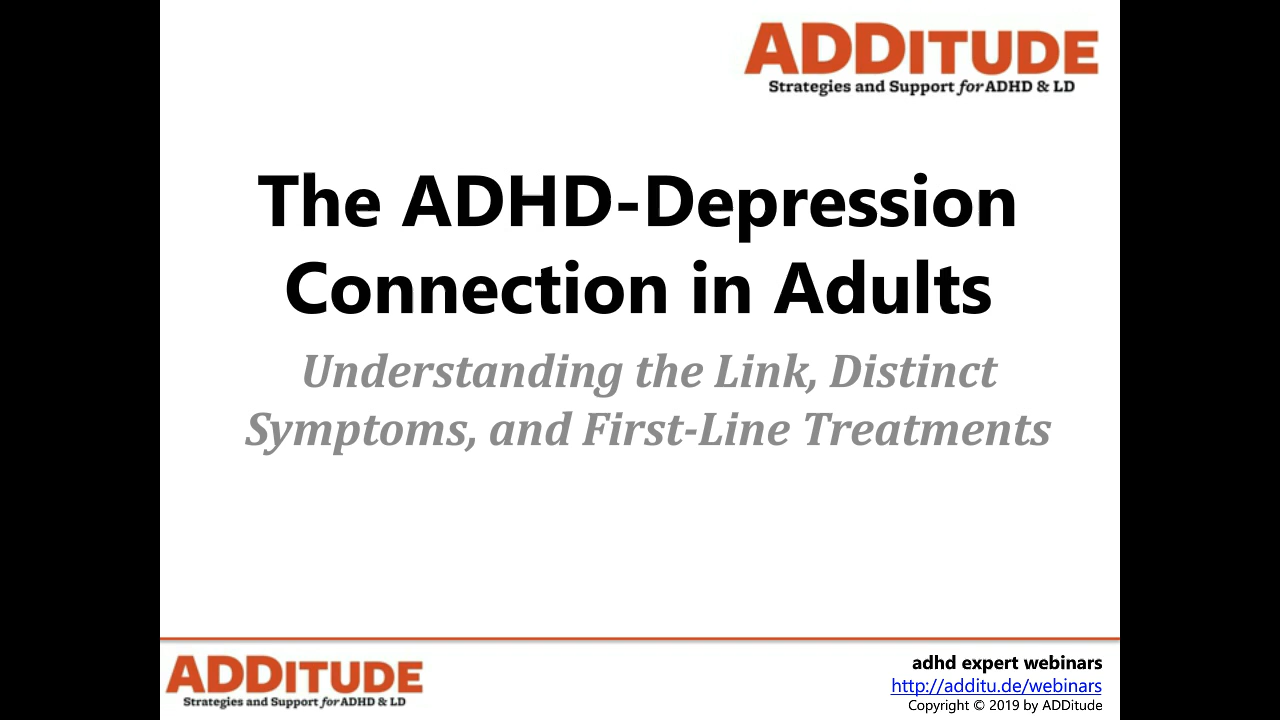 ADDITUDE
Strategies and Support for ADHD & LD
The ADHD-Depression
Connection in Adults
Understanding the Link, Distinct
Symptoms, and First-Line Treatments
ADDITUDE
Strategies and Support for ADHD & LD
adhd expert webinars
http://additu.de/webinars
Copyright © 2019 by ADDitude